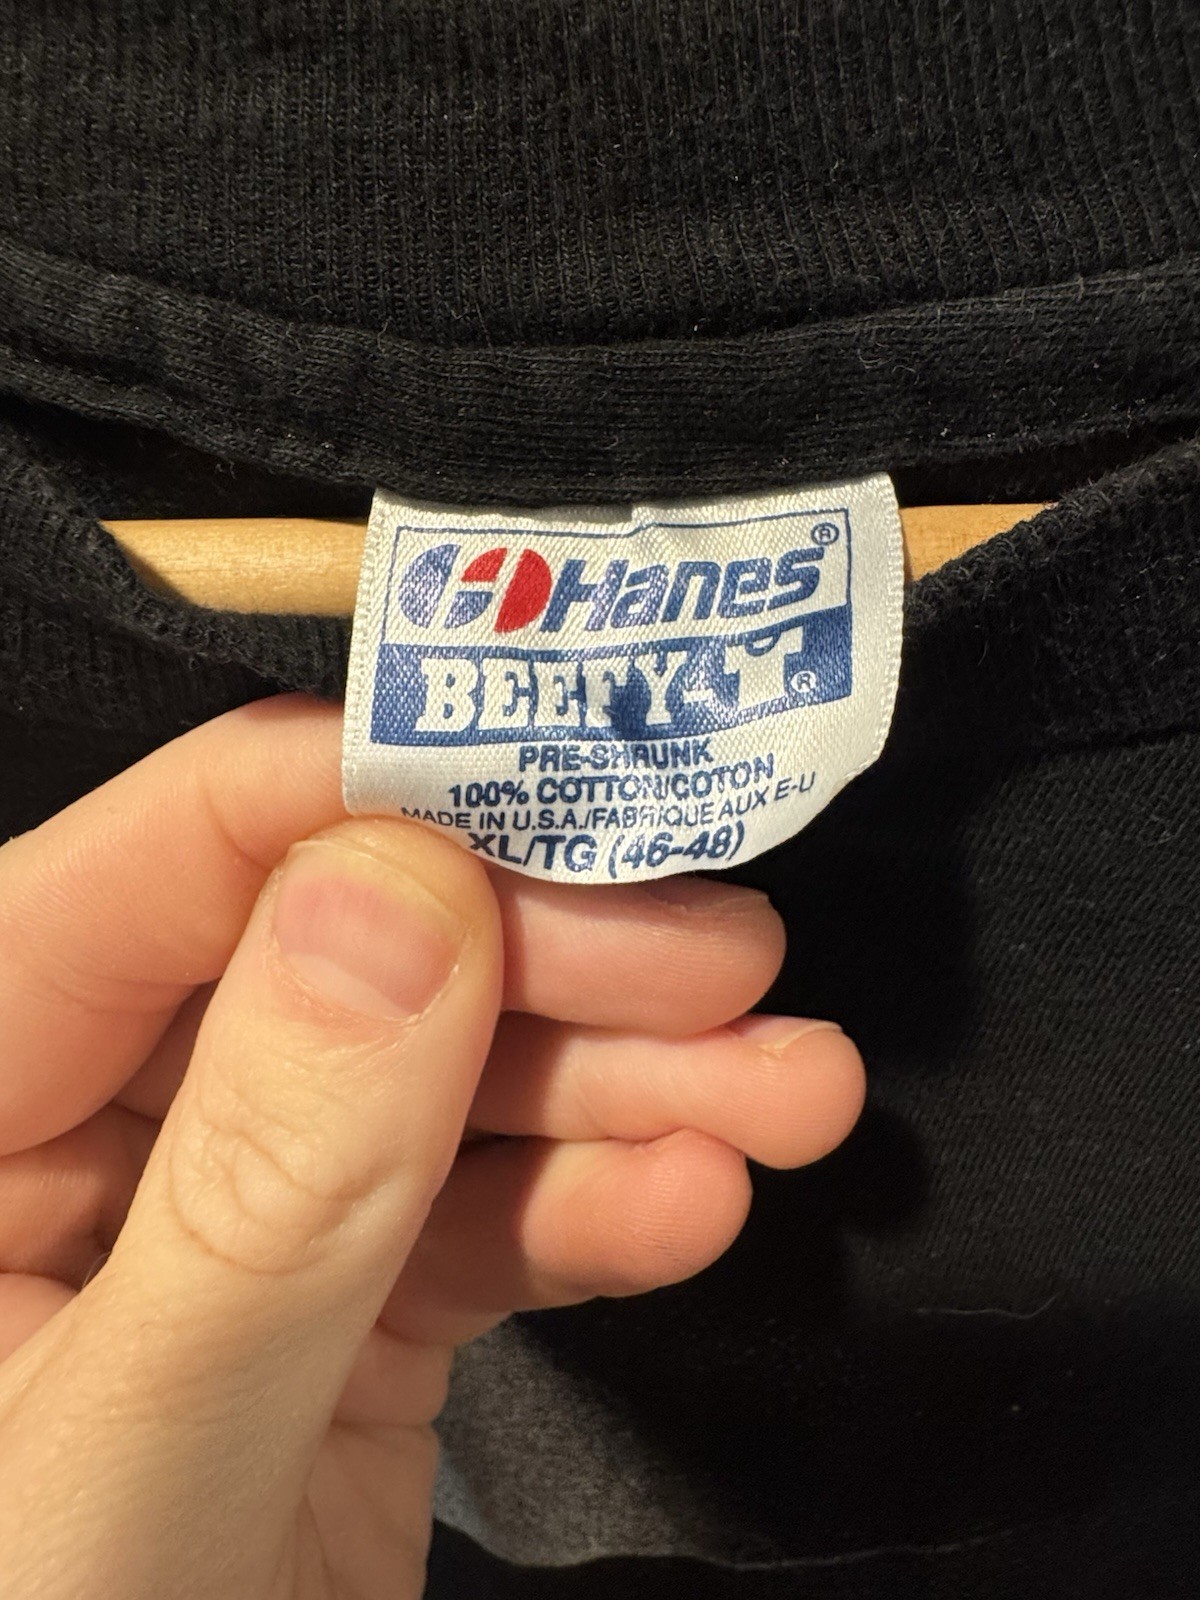 Hanes®
BEEFY-T®
PRE-SHRUNK
100% COTTON/COTON
MADE IN U.S.A./FABRIQUE AUX E-U
XL/TG (46-48)